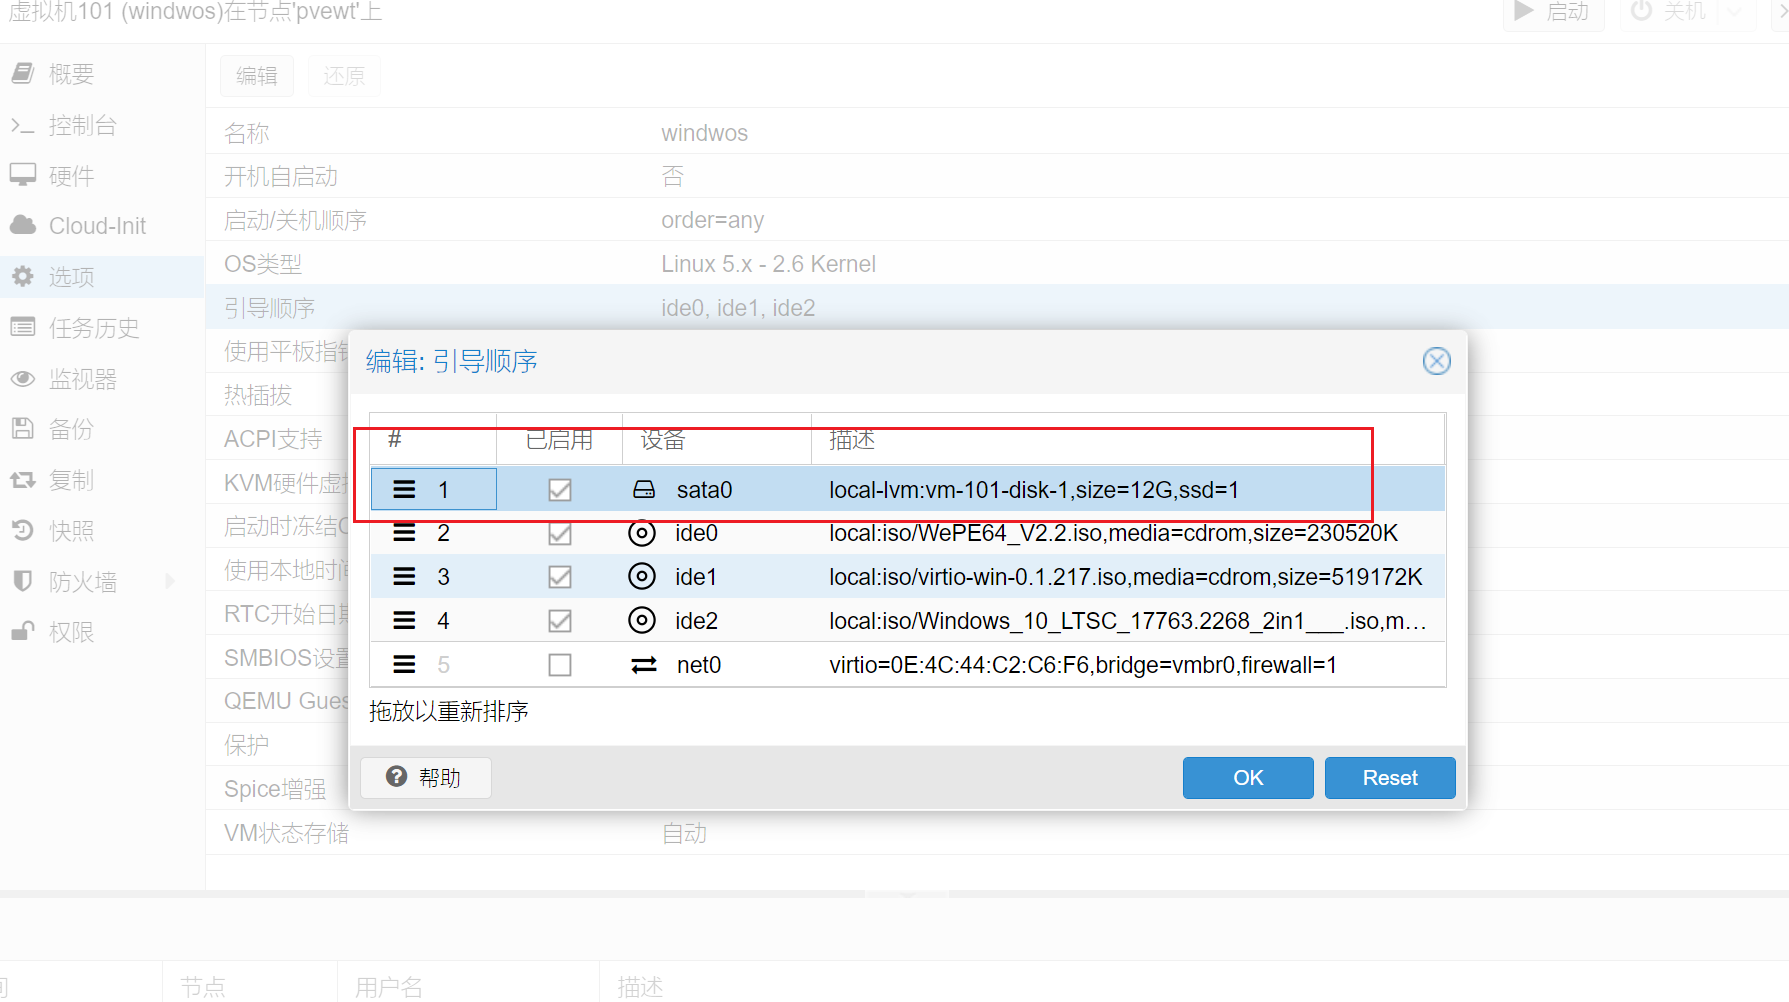 虚拟机101 (windwos)在节点'pvewt'上
启动
关机
概要
控制台
硬件
Cloud-Init
选项
任务历史
监视器
备份
复制
快照
防火墙
权限
编辑 还原
名称 windwos
开机自启动 否
启动/关机顺序 order=any
OS类型 Linux 5.x - 2.6 Kernel
引导顺序 ide0, ide1, ide2
使用平板指针
热插拔
ACPI支持
KVM硬件虚
启动时冻结C
使用本地时间
RTC开始日期
SMBIOS设置
QEMU Gues
保护
Spice增强
VM状态存储 自动
编辑: 引导顺序
# 已启用 设备 描述
1 sata0 local-lvm:vm-101-disk-1,size=12G,ssd=1
2 ide0 local:iso/WePE64_V2.2.iso,media=cdrom,size=230520K
3 ide1 local:iso/virtio-win-0.1.217.iso,media=cdrom,size=519172K
4 ide2 local:iso/Windows_10_LTSC_17763.2268_2in1___.iso,m...
5 net0 virtio=0E:4C:44:C2:C6:F6,bridge=vmbr0,firewall=1
拖放以重新排序
帮助
OK
Reset
节点 用户名 描述